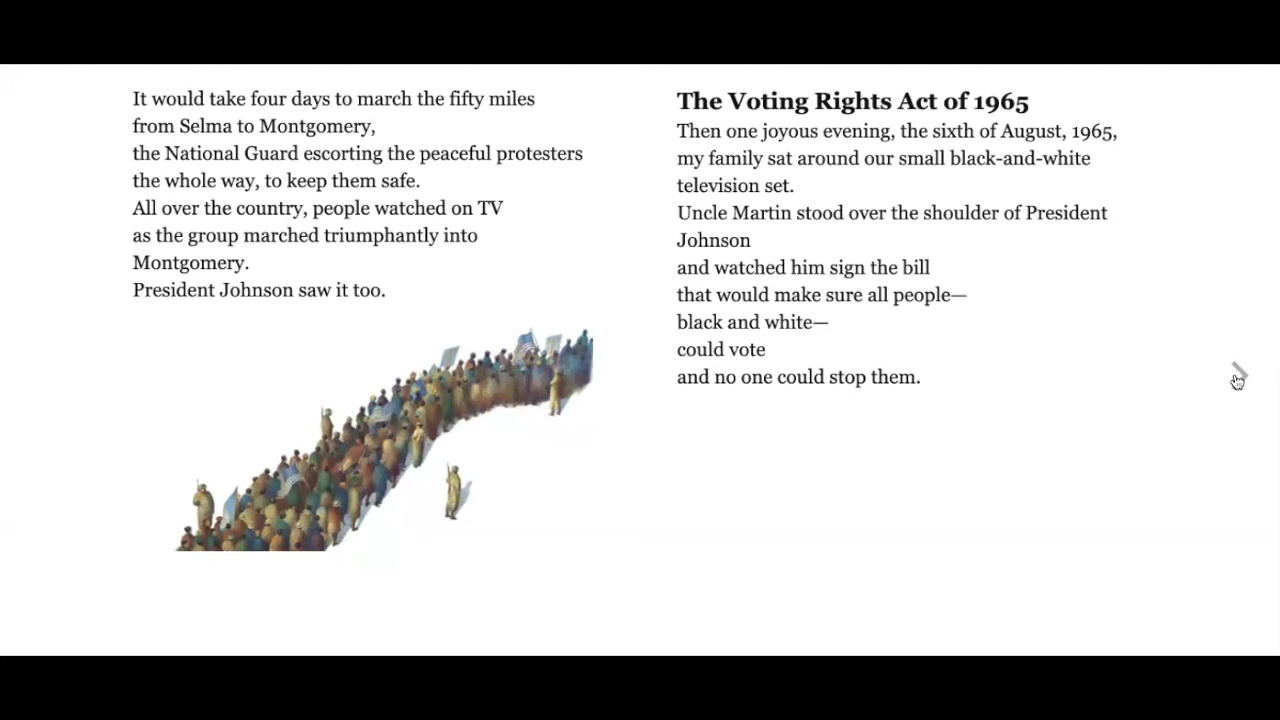 It would take four days to march the fifty miles
from Selma to Montgomery,
the National Guard escorting the peaceful protesters
the whole way, to keep them safe.
All over the country, people watched on TV
as the group marched triumphantly into
Montgomery.
President Johnson saw it too.
The Voting Rights Act of 1965
Then one joyous evening, the sixth of August, 1965,
my family sat around our small black-and-white
television set.
Uncle Martin stood over the shoulder of President
Johnson
and watched him sign the bill
that would make sure all people—
black and white—
could vote
and no one could stop them.